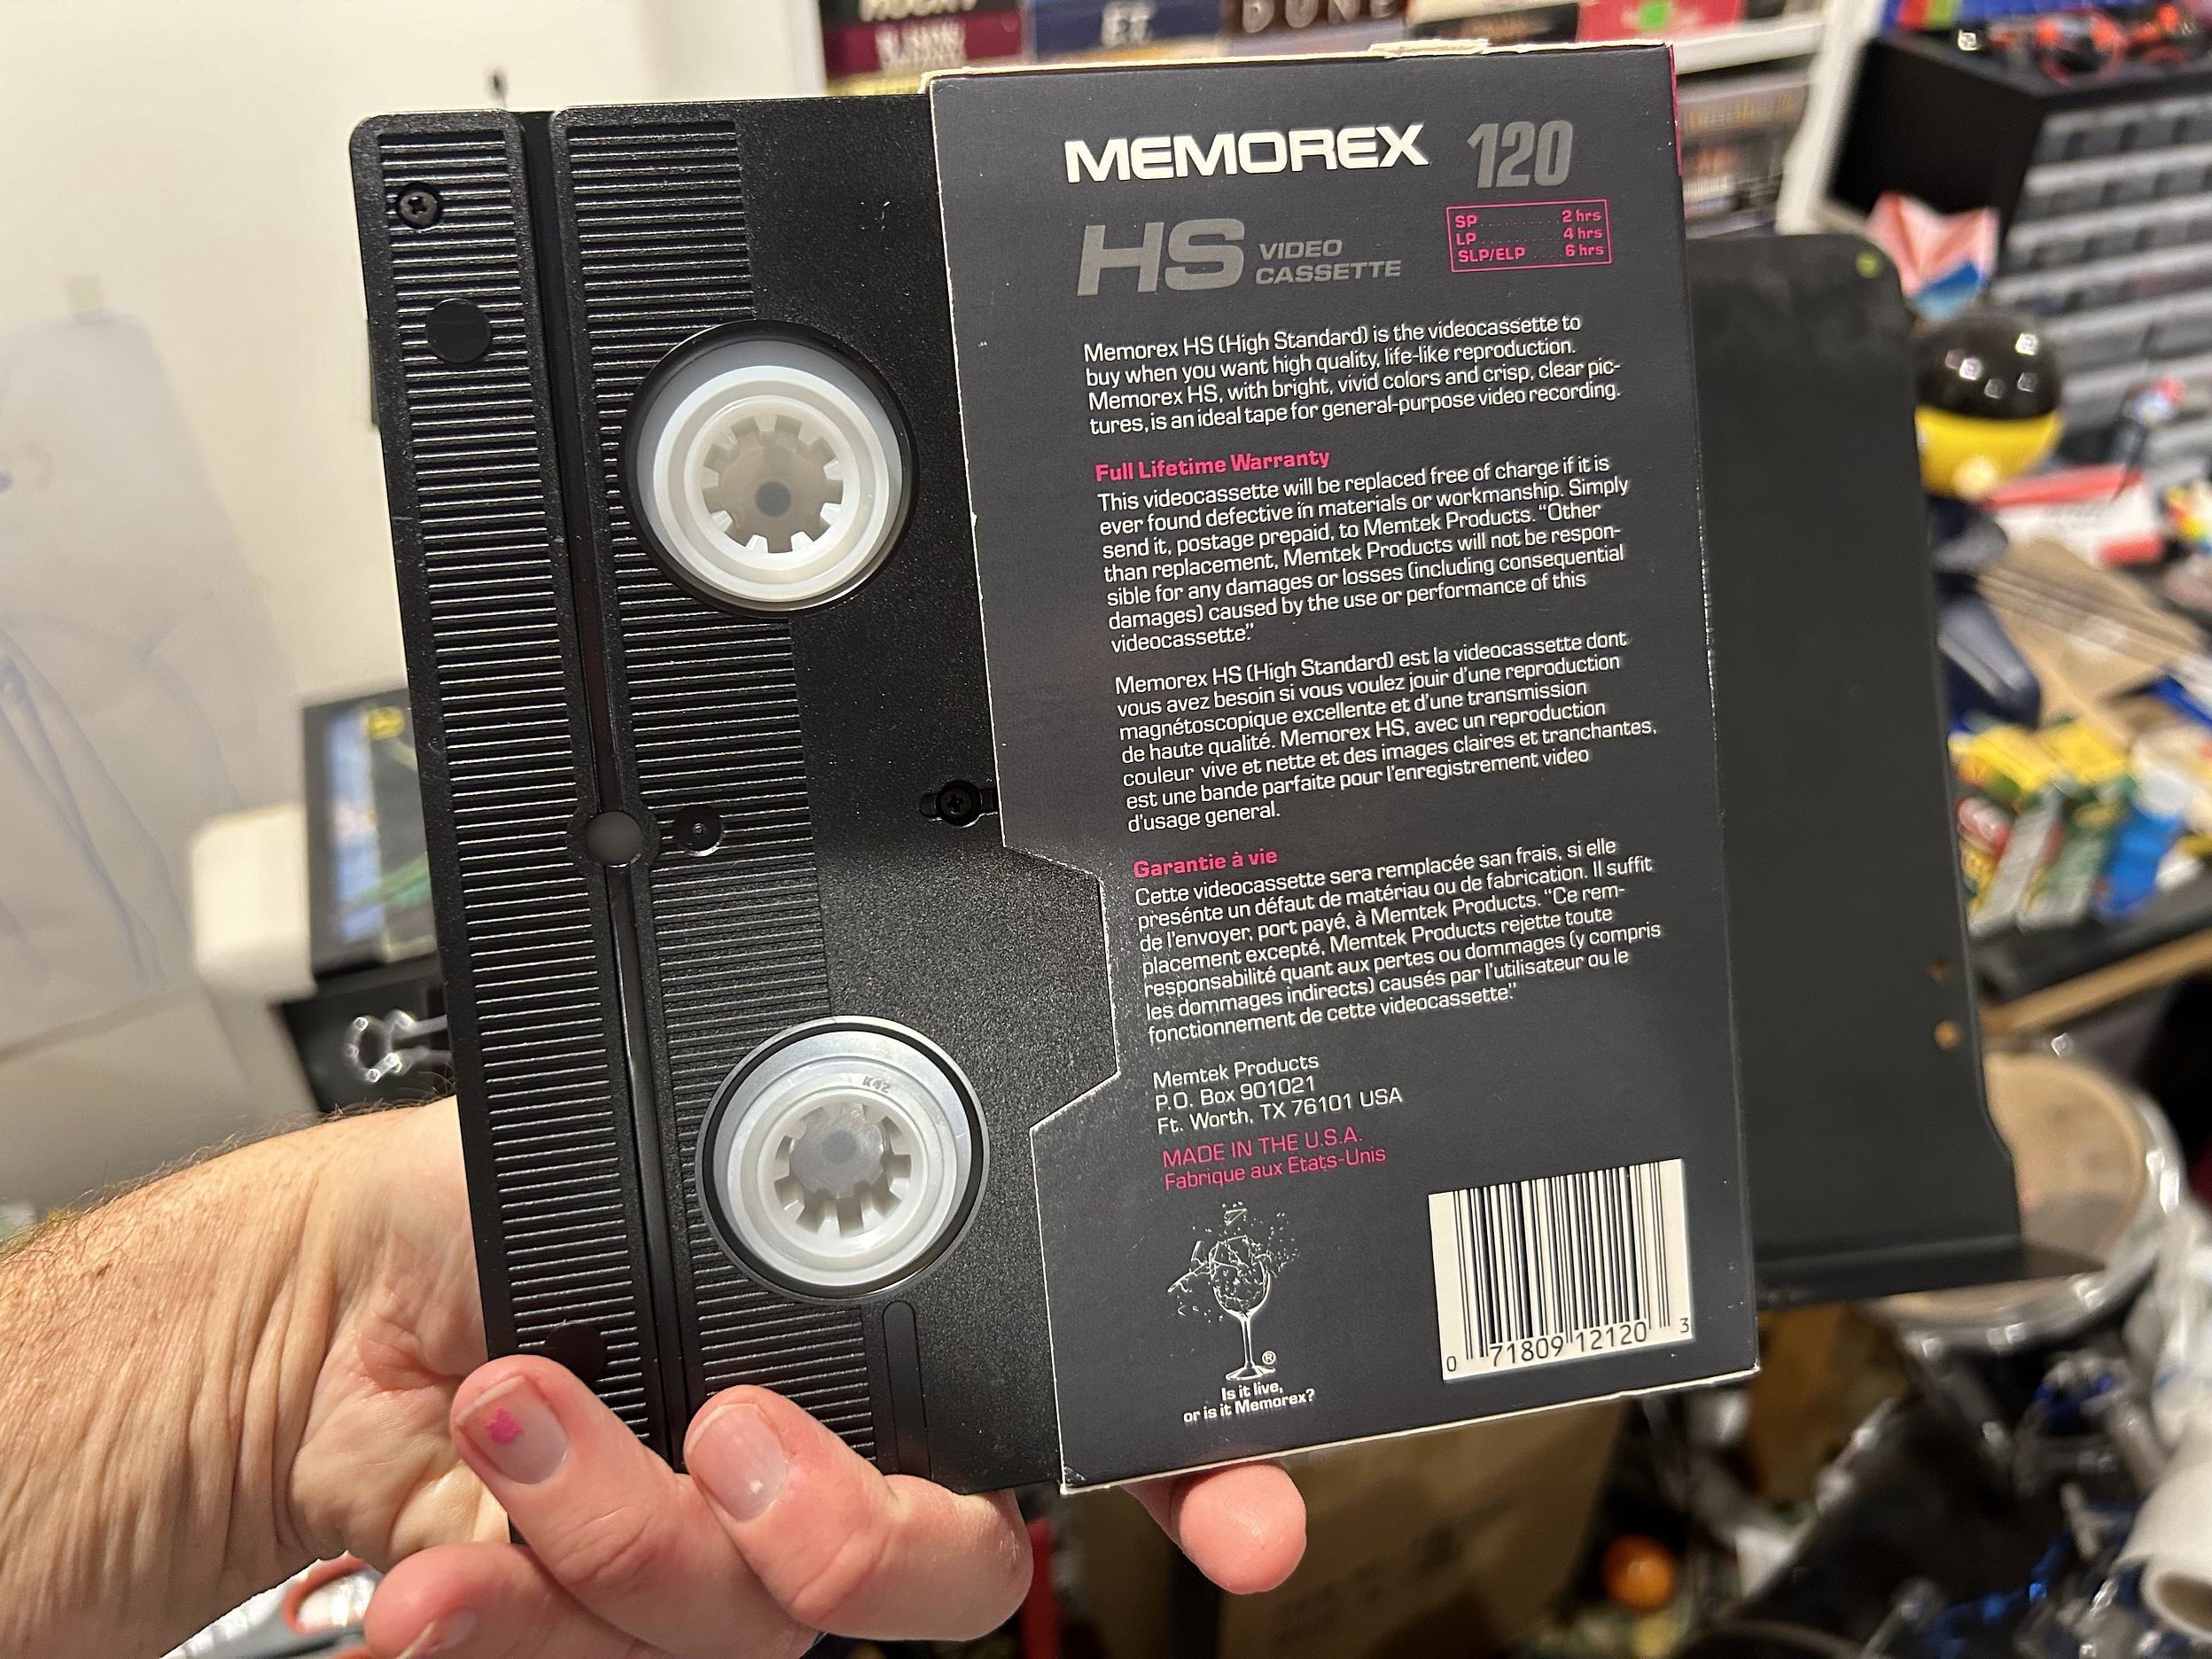 ROCKY
E.T.
DUNE
MEMOREX 120
HS VIDEO
CASSETTE
SP ........ 2 hrs
LP ........ 4 hrs
SLP/ELP .... 6 hrs
Memorex HS (High Standard) is the videocassette to
buy when you want high quality, life-like reproduction.
Memorex HS, with bright, vivid colors and crisp, clear pic-
tures, is an ideal tape for general-purpose video recording.
Full Lifetime Warranty
This videocassette will be replaced free of charge if it is
ever found defective in materials or workmanship. Simply
send it, postage prepaid, to Memtek Products. "Other
than replacement, Memtek Products will not be respon-
sible for any damages or losses (including consequential
damages) caused by the use or performance of this
videocassette."
Memorex HS (High Standard) est la videocassette dont
vous avez besoin si vous voulez jouir d'une reproduction
magnétoscopique excellente et d'une transmission
de haute qualité. Memorex HS, avec un reproduction
couleur vive et nette et des images claires et tranchantes,
est une bande parfaite pour l'enregistrement video
d'usage general.
Garantie à vie
Cette videocassette sera remplacée san frais, si elle
presénte un défaut de matériau ou de fabrication. Il suffit
de l'envoyer, port payé, à Memtek Products. "Ce rem-
placement excepté, Memtek Products rejette toute
responsabilité quant aux pertes ou dommages (y compris
les dommages indirects) causés par l'utilisateur ou le
fonctionnement de cette videocassette."
Memtek Products
P.O. Box 901021
Ft. Worth, TX 76101 USA
MADE IN THE U.S.A.
Fabrique aux Etats-Unis
®
Is it live,
or is it Memorex?
0 71809 12120 3
K42